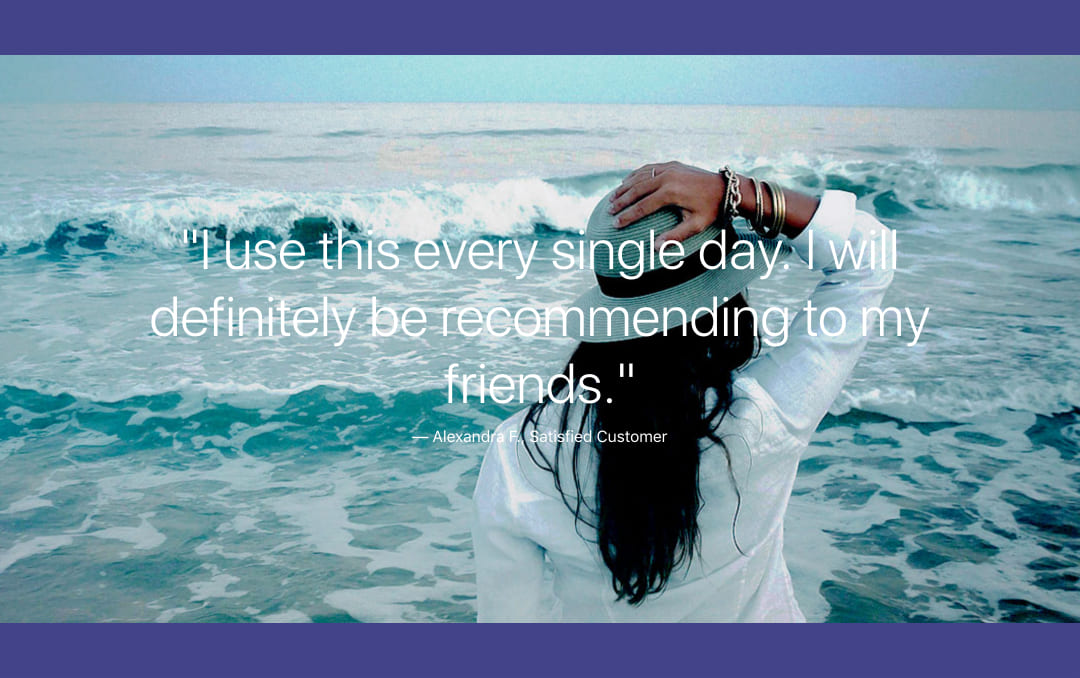 "I use this every single day. I will
definitely be recommending to my
friends."
— Alexandra F., Satisfied Customer